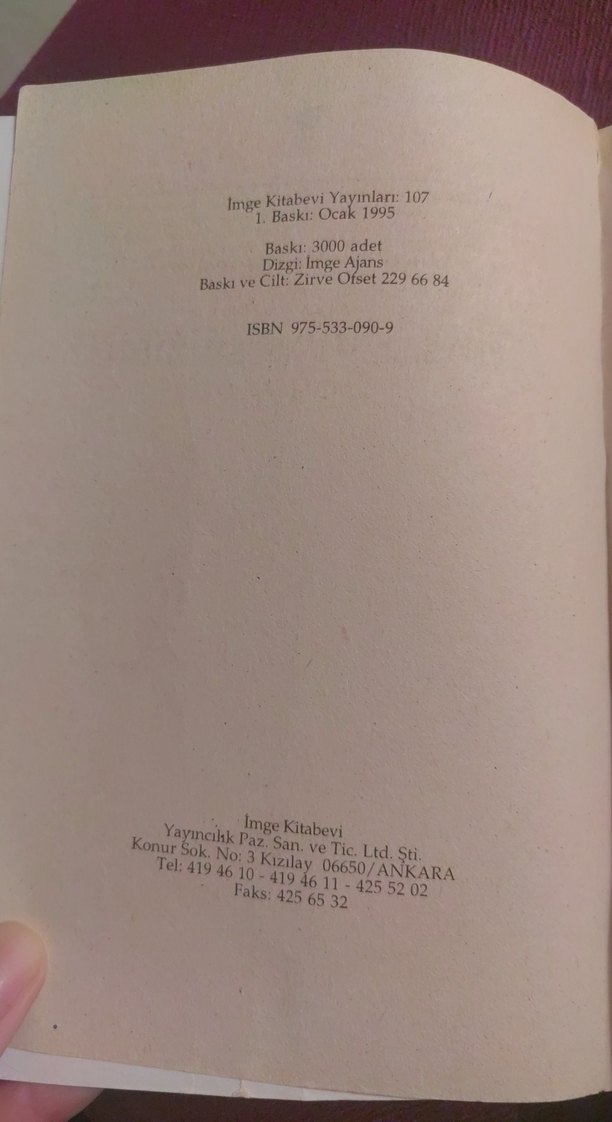 İmge Kitabevi Yayınları: 107
1. Baskı: Ocak 1995
Baskı: 3000 adet
Dizgi: İmge Ajans
Baskı ve Cilt: Zirve Ofset 229 66 84
ISBN 975-533-090-9
İmge Kitabevi
Yayıncılık Paz. San. ve Tic. Ltd. Şti.
Konur Sok. No: 3 Kızılay 06650/ANKARA
Tel: 419 46 10 - 419 46 11 - 425 52 02
Faks: 425 65 32